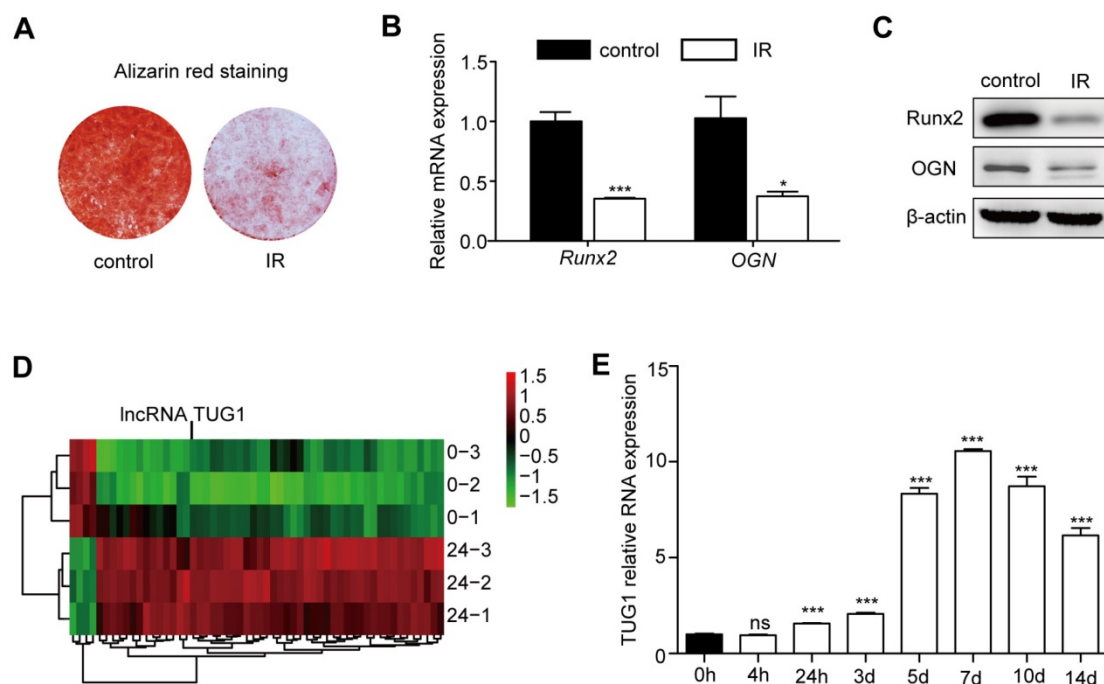 A
Alizarin red staining
control
IR
B
control
IR
Relative mRNA expression
1.5
1.0
0.5
0.0
***
*
Runx2
OGN
C
control IR
Runx2
OGN
β-actin
D
lncRNA TUG1
1.5
1
0.5
0
−0.5
−1
−1.5
0−3
0−2
0−1
24−3
24−2
24−1
E
TUG1 relative RNA expression
15
10
5
0
ns
***
***
***
***
***
***
0h 4h 24h 3d 5d 7d 10d 14d